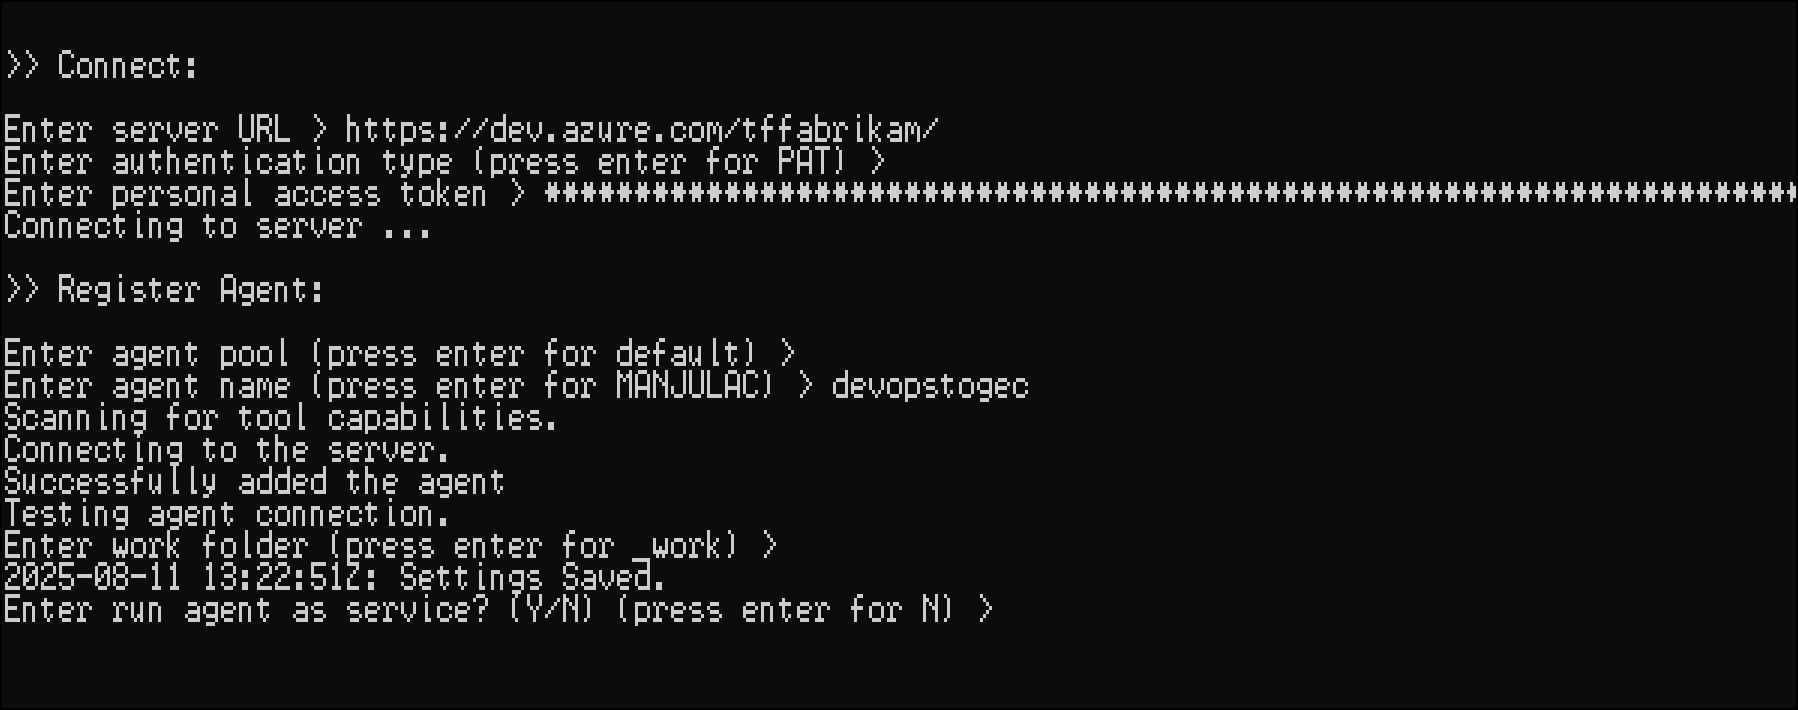 >> Connect:
Enter server URL > https://dev.azure.com/tffabrikam/
Enter authentication type (press enter for PAT) >
Enter personal access token > **********************************************************************
Connecting to server ...
>> Register Agent:
Enter agent pool (press enter for default) >
Enter agent name (press enter for MANJULAC) > devopstogec
Scanning for tool capabilities.
Connecting to the server.
Successfully added the agent
Testing agent connection.
Enter work folder (press enter for _work) >
2025-08-11 13:22:51Z: Settings Saved.
Enter run agent as service? (Y/N) (press enter for N) >